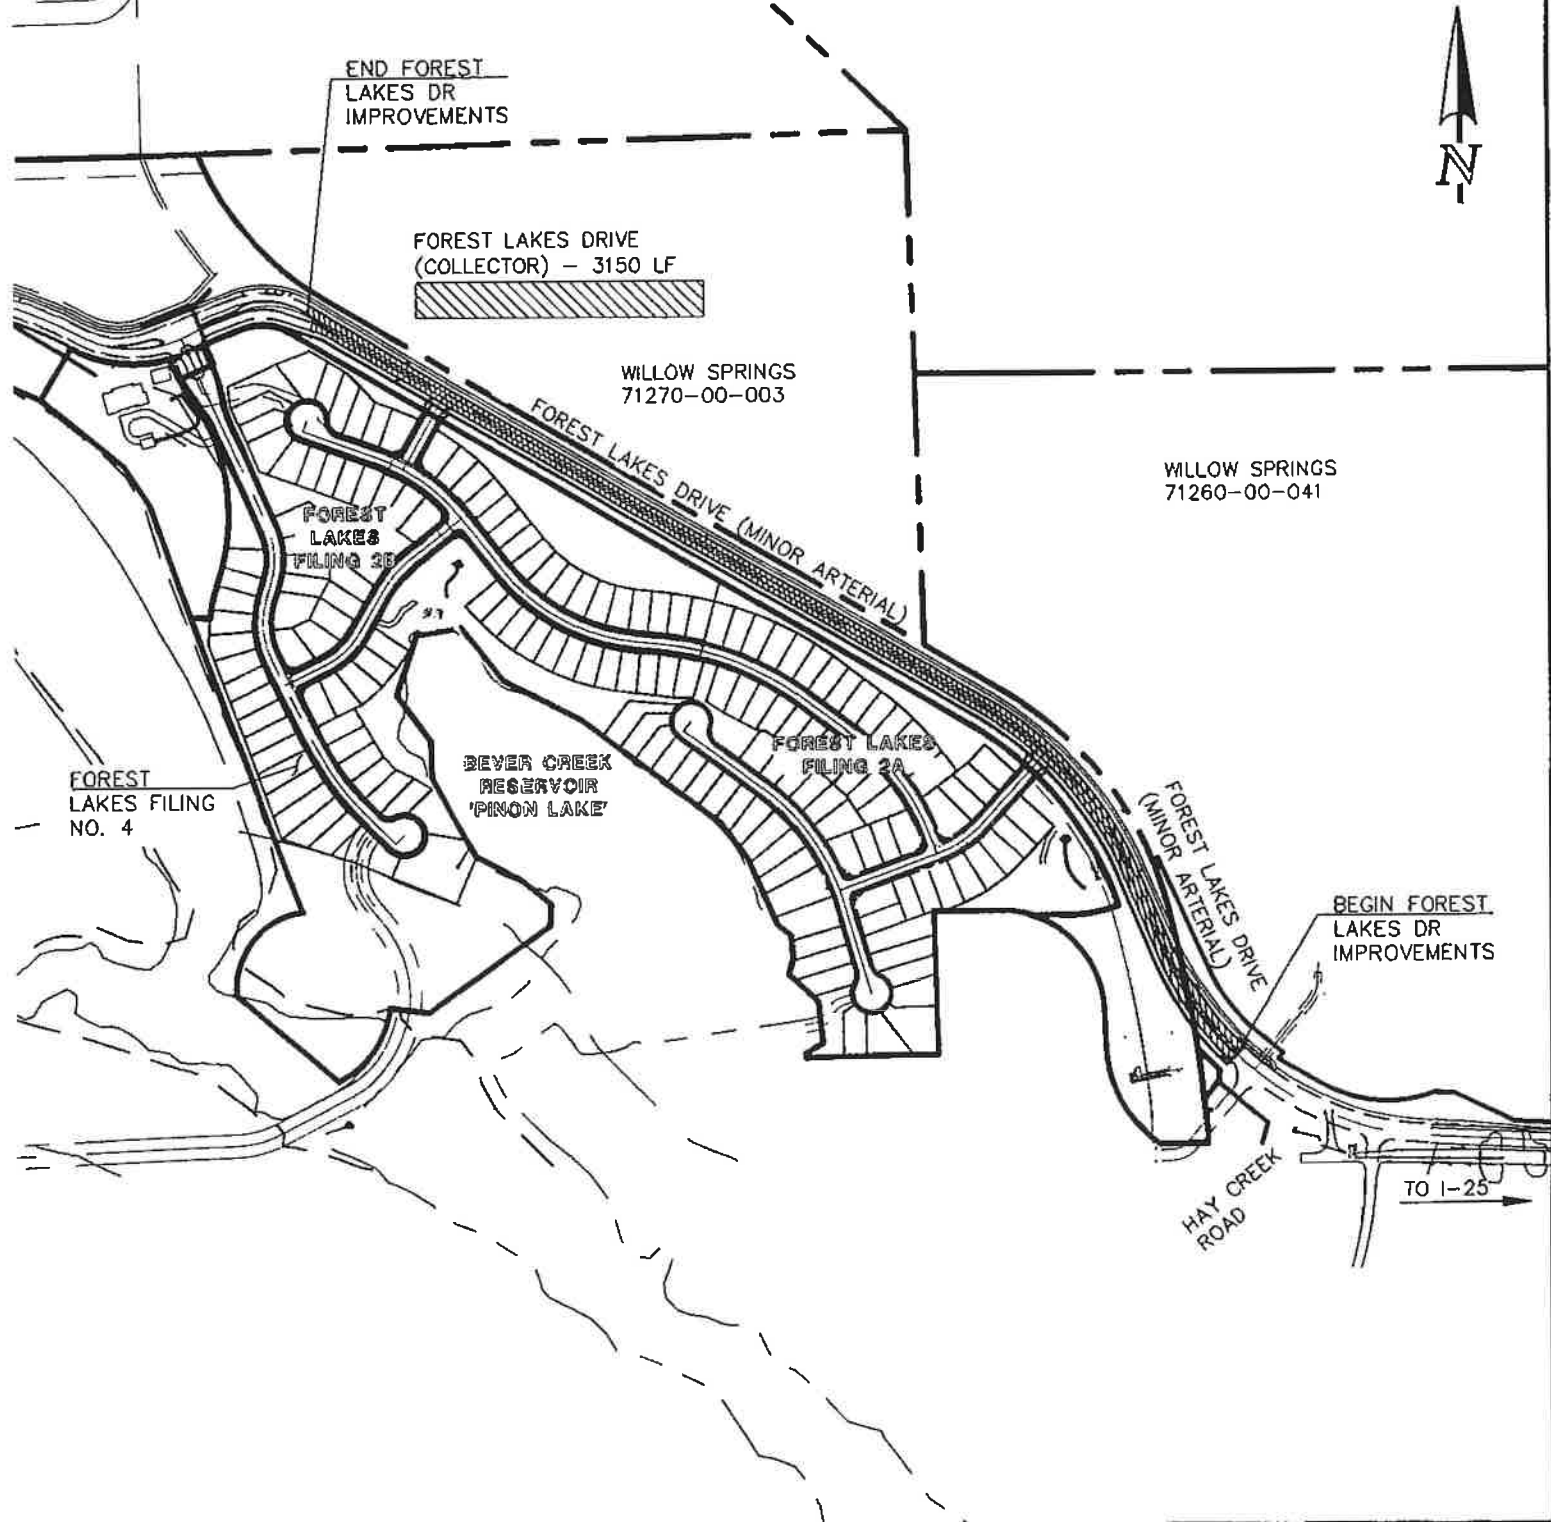 END FOREST
LAKES DR
IMPROVEMENTS
N
FOREST LAKES DRIVE
(COLLECTOR) – 3150 LF
WILLOW SPRINGS
71270-00-003
FOREST LAKES DRIVE (MINOR ARTERIAL)
WILLOW SPRINGS
71260-00-041
FOREST
LAKES
FILING 2B
BEVER CREEK
RESERVOIR
'PINON LAKE'
FOREST LAKES
FILING 2A
FOREST
LAKES FILING
NO. 4
FOREST LAKES DRIVE
(MINOR ARTERIAL)
BEGIN FOREST
LAKES DR
IMPROVEMENTS
HAY CREEK
ROAD
TO I-25